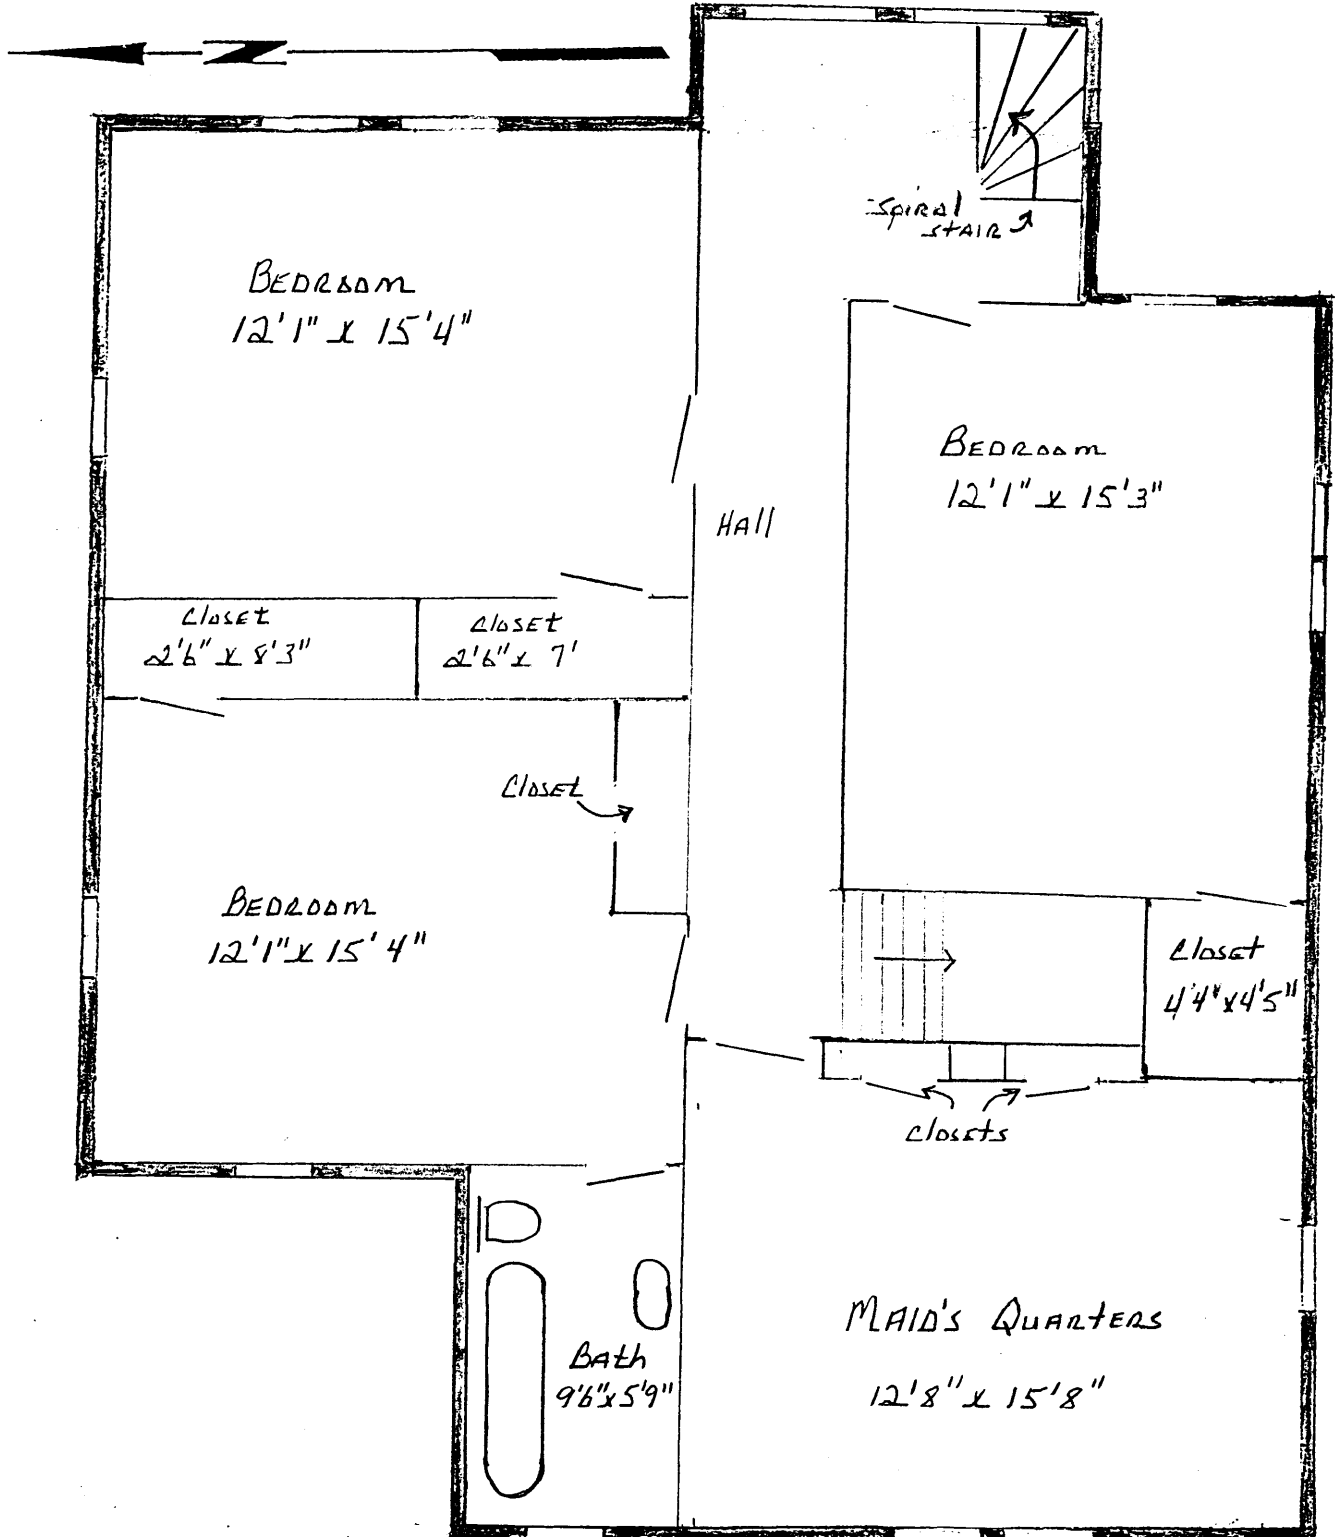 N
Spiral
Stair
Bedroom
12'1" x 15'4"
Bedroom
12'1" x 15'3"
Hall
Closet
2'6" x 8'3"
Closet
2'6" x 7'
Closet
Bedroom
12'1" x 15'4"
Closet
4'4" x 4'5"
Closets
Maid's Quarters
12'8" x 15'8"
Bath
9'6" x 5'9"